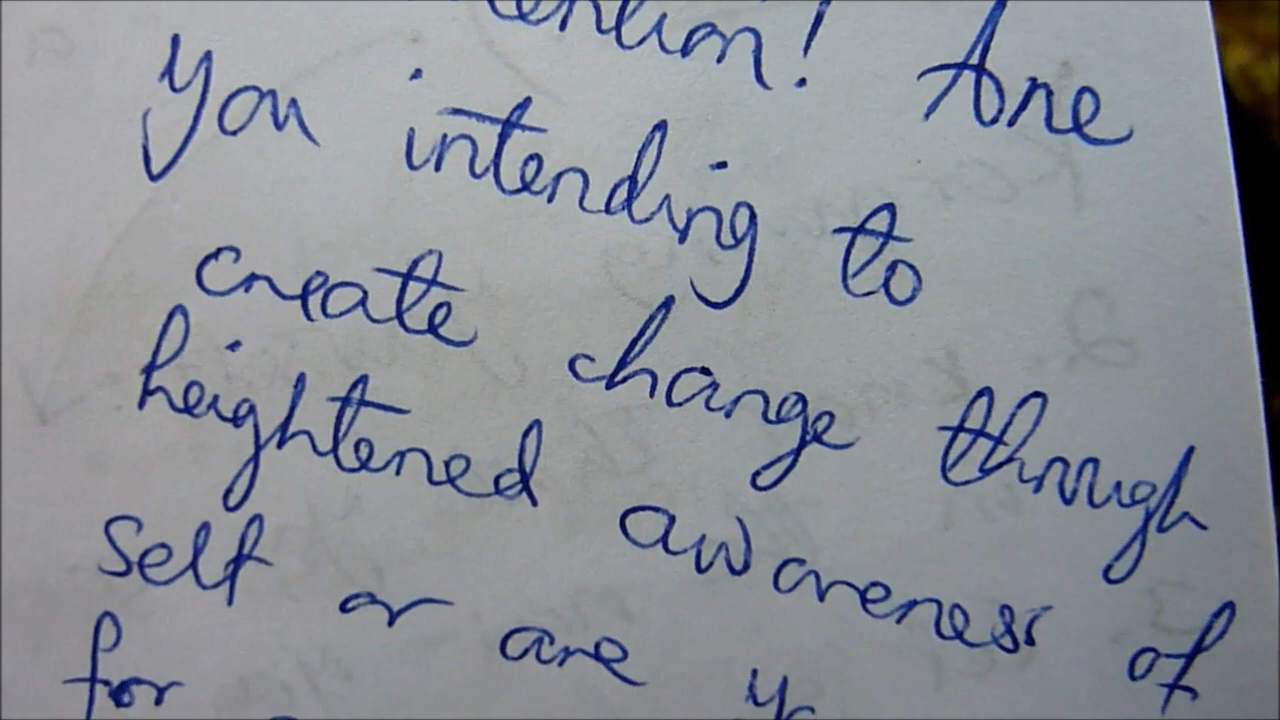 Are
you intending to
create change through
heightened awareness of
self or are
for